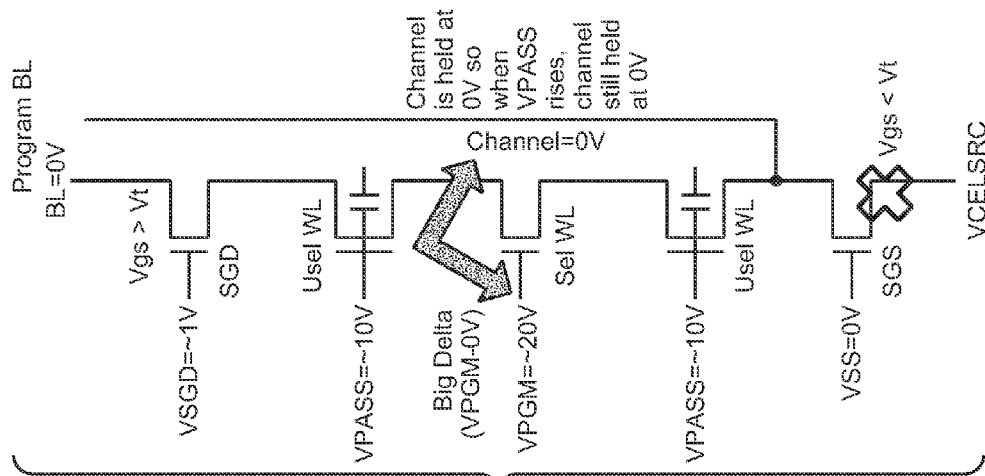 Program BL
BL=0V
Vgs > Vt
VSGD=~1V
SGD
Usel WL
VPASS=~10V
Channel
is held at
0V so
when
VPASS
rises,
channel
still held
at 0V
Channel=0V
Big Delta
(VPGM-0V)
VPGM=~20V
Sel WL
VPASS=~10V
Usel WL
VSS=0V
SGS
Vgs < Vt
VCELSRC